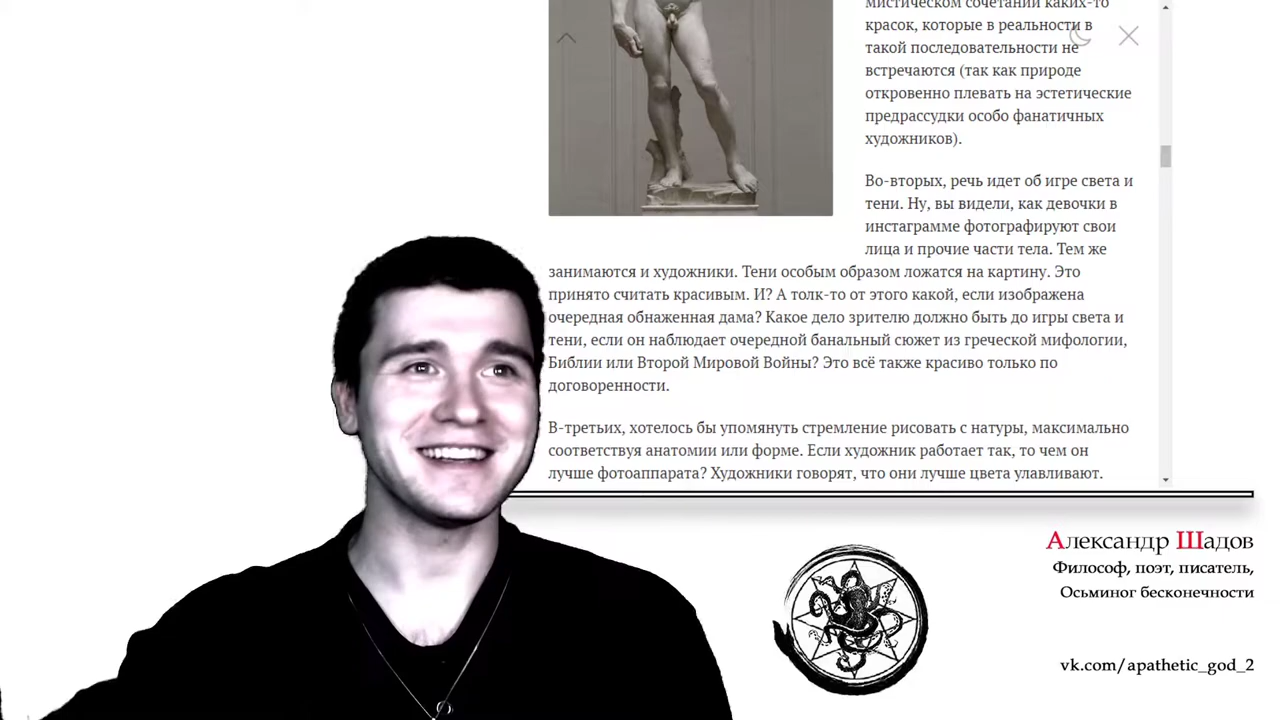 мистическом сочетании каких-то
красок, которые в реальности в
такой последовательности не
встречаются (так как природе
откровенно плевать на эстетические
предрассудки особо фанатичных
художников).
Во-вторых, речь идет об игре света и
тени. Ну, вы видели, как девочки в
инстаграмме фотографируют свои
лица и прочие части тела. Тем же
занимаются и художники. Тени особым образом ложатся на картину. Это
принято считать красивым. И? А толк-то от этого какой, если изображена
очередная обнаженная дама? Какое дело зрителю должно быть до игры света и
тени, если он наблюдает очередной банальный сюжет из греческой мифологии,
Библии или Второй Мировой Войны? Это всё также красиво только по
договоренности.
В-третьих, хотелось бы упомянуть стремление рисовать с натуры, максимально
соответствуя анатомии или форме. Если художник работает так, то чем он
лучше фотоаппарата? Художники говорят, что они лучше цвета улавливают.
Александр Шадов
Философ, поэт, писатель,
Осьминог бесконечности
vk.com/apathetic_god_2